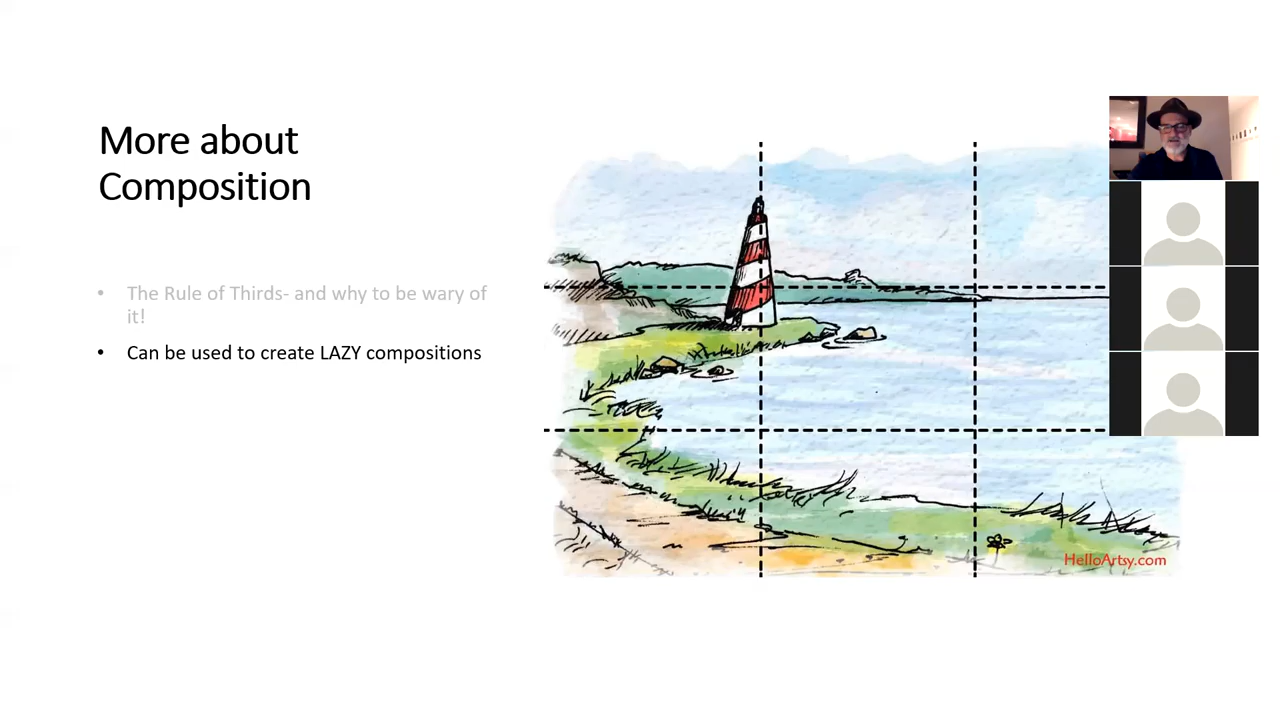 More about
Composition
• The Rule of Thirds- and why to be wary of
it!
• Can be used to create LAZY compositions
HelloArtsy.com